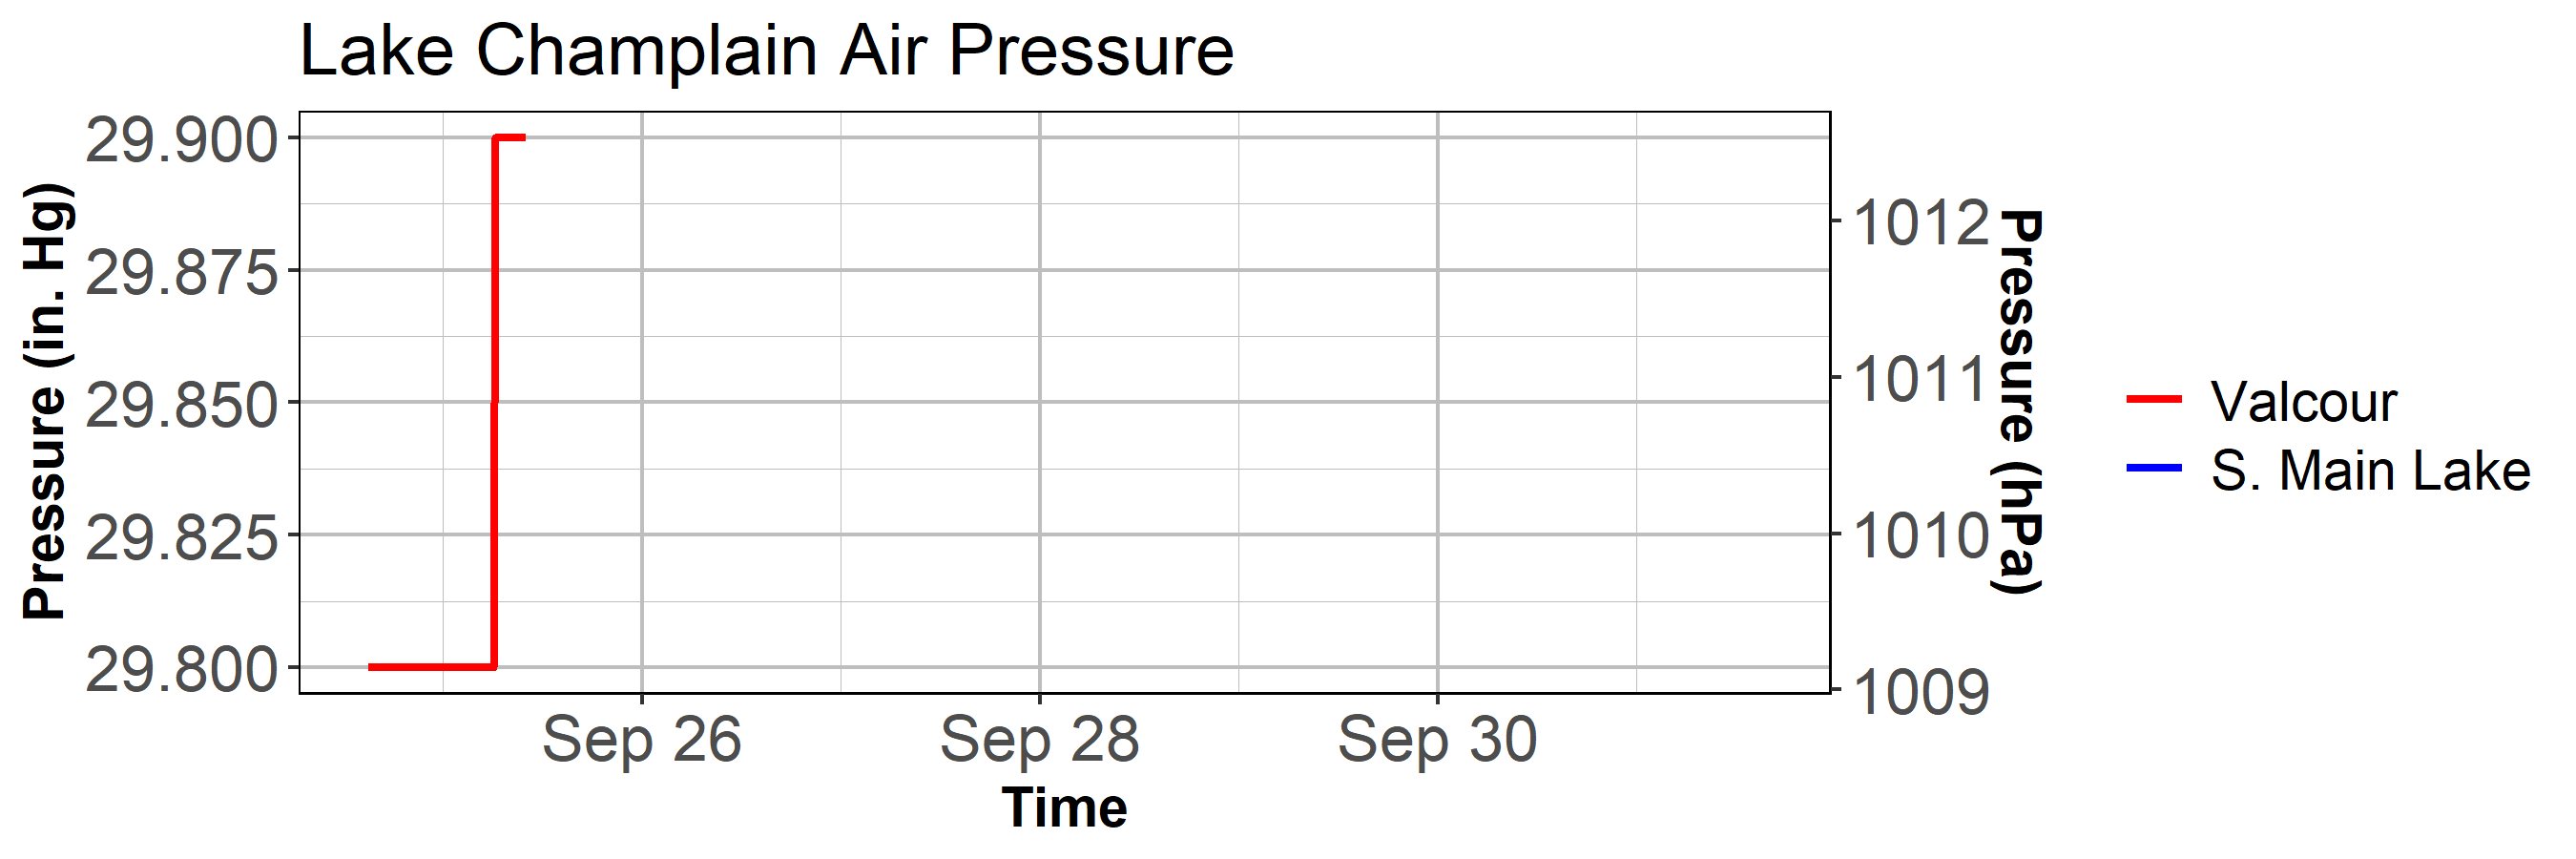 Lake Champlain Air Pressure
Pressure (in. Hg)
29.900
29.875
29.850
29.825
29.800
1012
1011
1010
1009
Pressure (hPa)
Valcour
S. Main Lake
Sep 26
Sep 28
Sep 30
Time